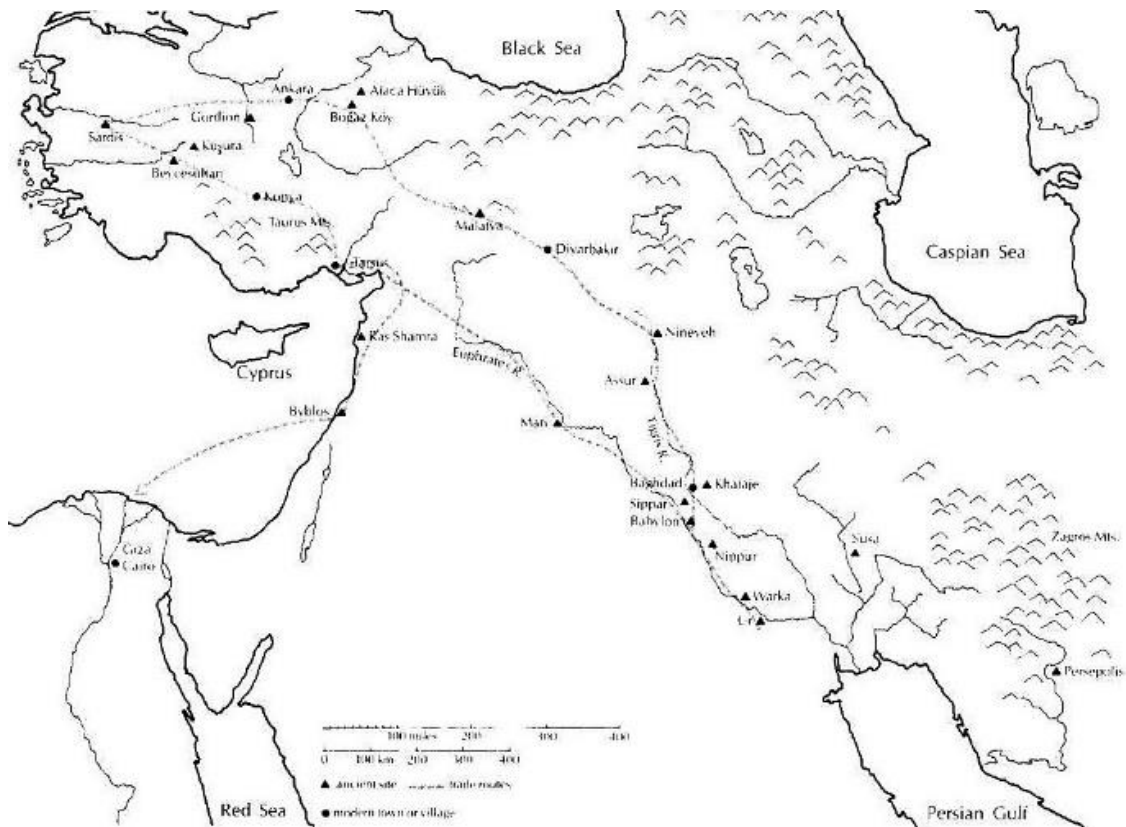 Black Sea
Ankara
Alaca Hüyük
Gordion
Boğaz Köy
Sardis
Kusura
Beycesultan
Konya
Taurus Mts.
Malatya
Diyarbakir
Caspian Sea
Tarsus
Nineveh
Ras Shamra
Cyprus
Euphrates R.
Assur
Byblos
Mari
Tigris R.
Baghdad
Khafaje
Sippar
Babylon
Susa
Zagros Mts.
Nippur
Giza
Cairo
Warka
Ur
Persepolis
100 miles 200 300 400
0 100 km 200 300 400
ancient site trade routes
modern town or village
Red Sea
Persian Gulf